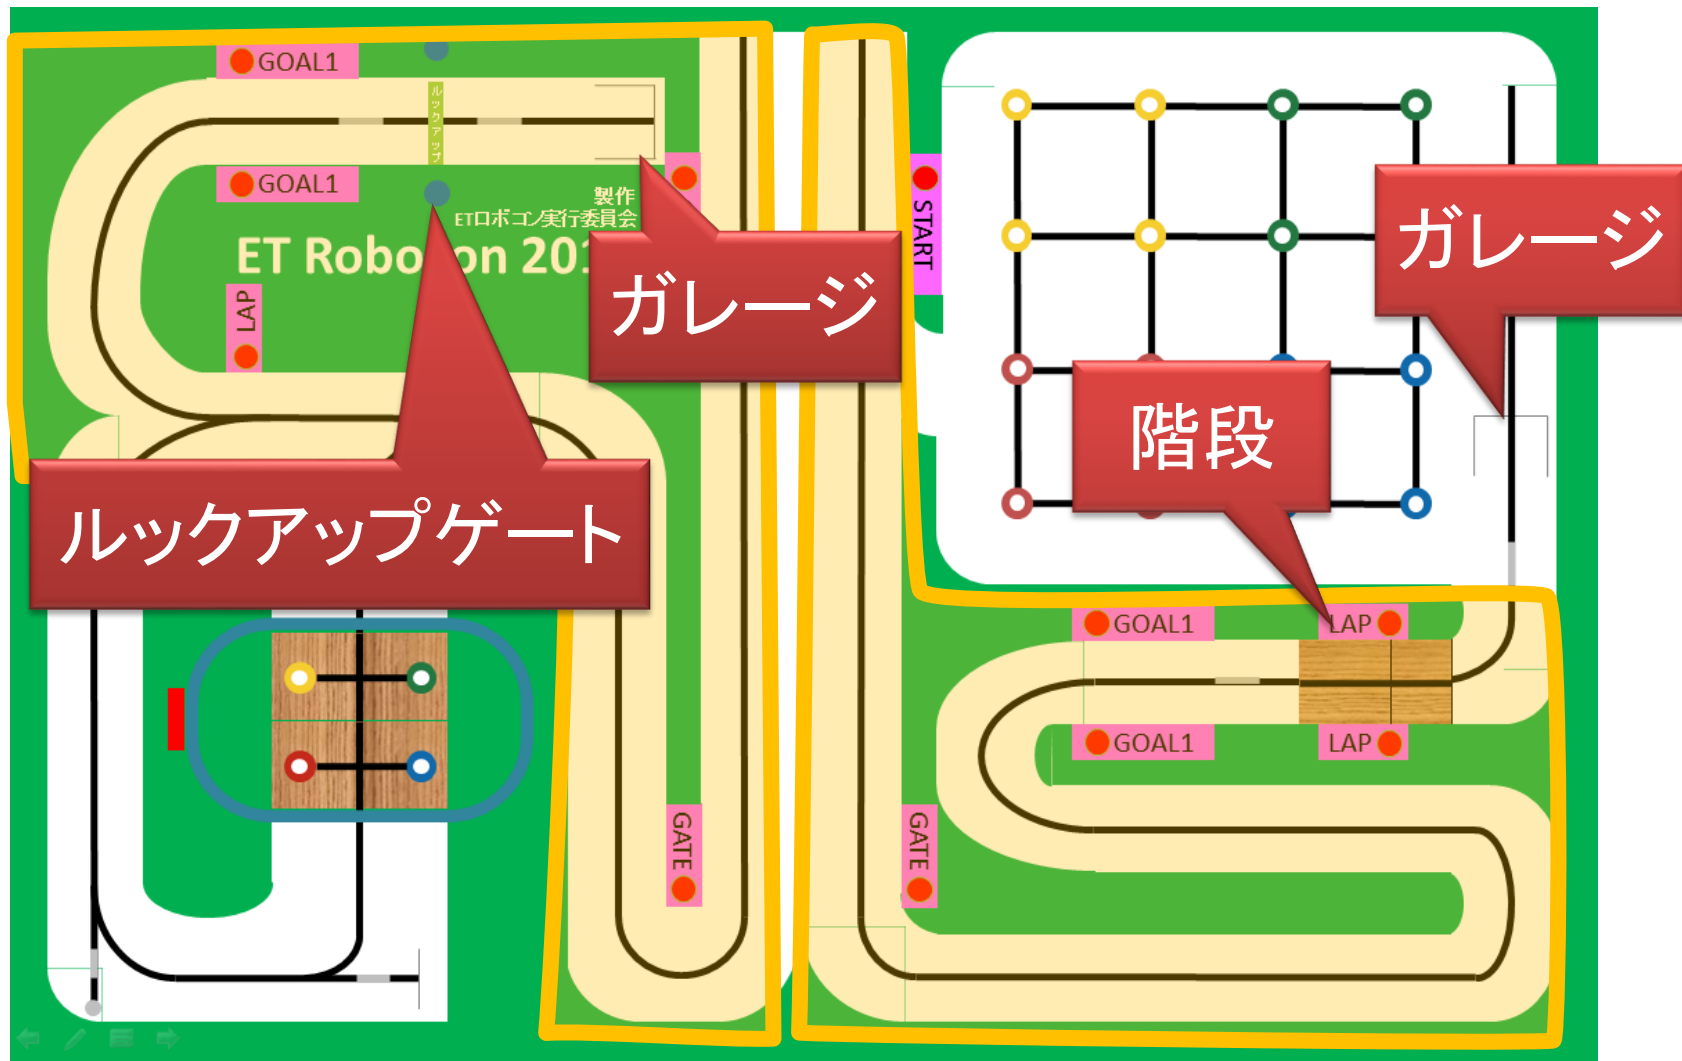 GOAL1
ルックアップ
GOAL1
製作
ETロボコン実行委員会
ET Robo on 201
LAP
ガレージ
ルックアップゲート
GATE
START
ガレージ
階段
GOAL1
LAP
GOAL1
LAP
GATE